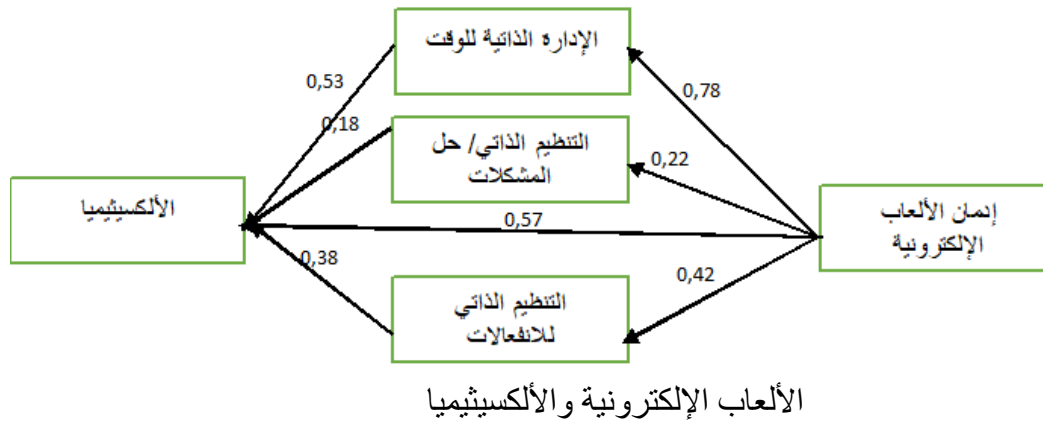 الإدارة الذاتية للوقت
0,53
0,78
0,18
التنظيم الذاتي/ حل
المشكلات
0,22
إدمان الألعاب
الإلكترونية
الألكسيثيميا
0,57
0,42
0,38
التنظيم الذاتي
للانفعالات
الألعاب الإلكترونية والألكسيثيميا